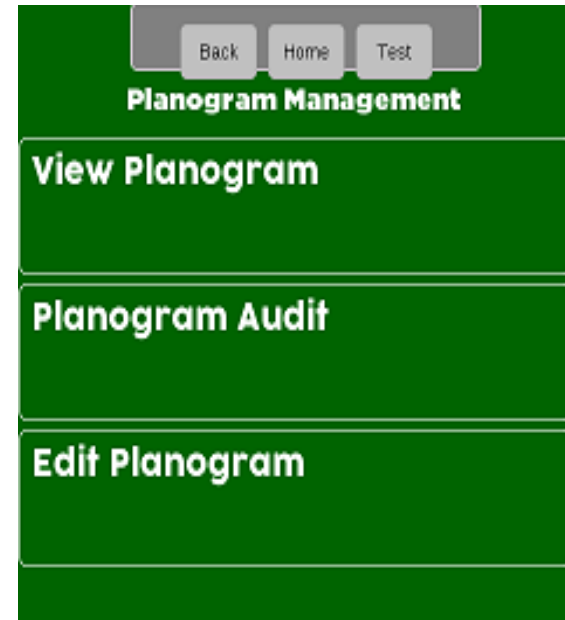 Back Home Test
Planogram Management
View Planogram
Planogram Audit
Edit Planogram